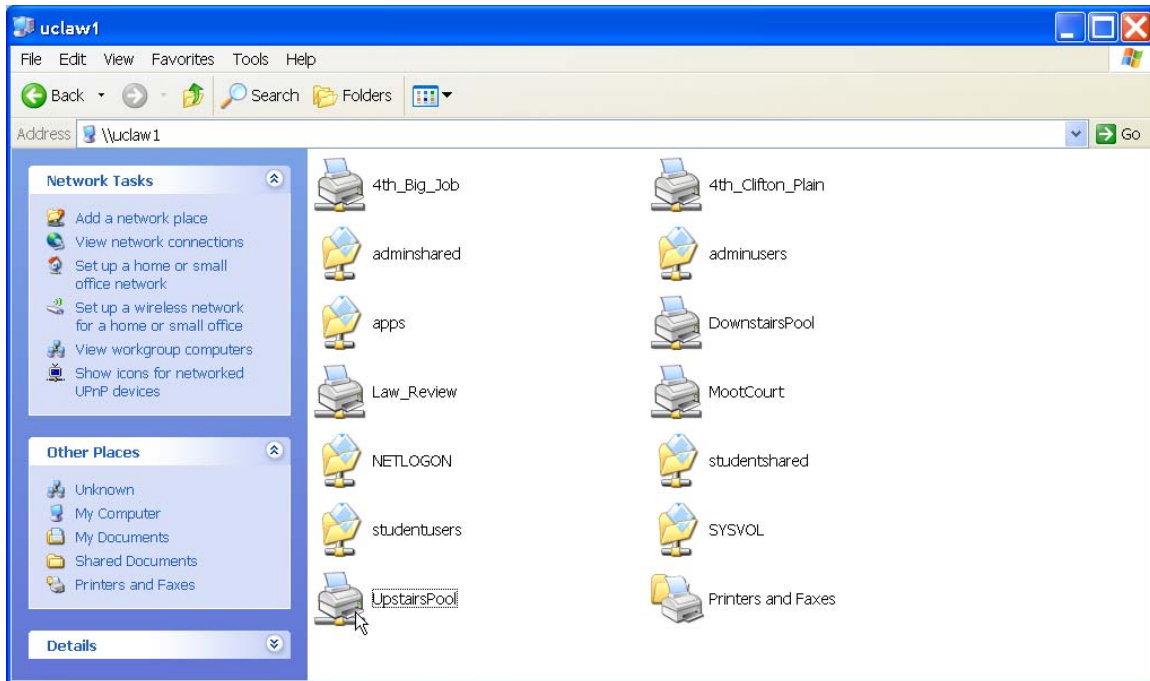 uclaw1
File Edit View Favorites Tools Help
Back Search Folders
Address \\uclaw1 Go
Network Tasks
Add a network place
View network connections
Set up a home or small
office network
Set up a wireless network
for a home or small office
View workgroup computers
Show icons for networked
UPnP devices
Other Places
Unknown
My Computer
My Documents
Shared Documents
Printers and Faxes
Details
4th_Big_Job 4th_Clifton_Plain
adminshared adminusers
apps DownstairsPool
Law_Review MootCourt
NETLOGON studentshared
studentusers SYSVOL
UpstairsPool Printers and Faxes